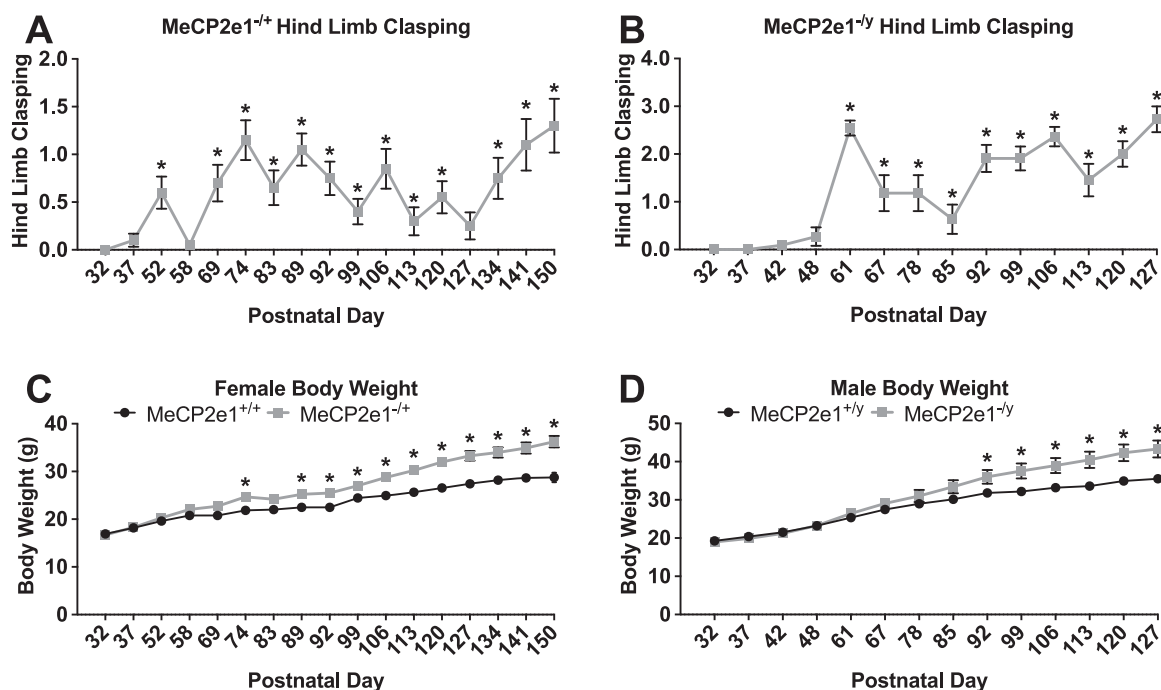 A
MeCP2e1-/+ Hind Limb Clasping
Hind Limb Clasping
2.0
1.5
1.0
0.5
0.0
* * * * * * * * * * * * * *
32 37 52 58 69 74 83 89 92 99 106 113 120 127 134 141 150
Postnatal Day
B
MeCP2e1-/y Hind Limb Clasping
Hind Limb Clasping
4.0
3.0
2.0
1.0
0.0
* * * * * * * * * *
32 37 42 48 61 67 78 85 92 99 106 113 120 127
Postnatal Day
C
Female Body Weight
MeCP2e1+/+ MeCP2e1-/+
Body Weight (g)
40
30
20
10
0
* * * * * * * * * * *
32 37 52 58 69 74 83 89 92 99 106 113 120 127 134 141 150
Postnatal Day
D
Male Body Weight
MeCP2e1+/y MeCP2e1-/y
Body Weight (g)
50
40
30
20
10
0
* * * * * *
32 37 42 48 61 67 78 85 92 99 106 113 120 127
Postnatal Day